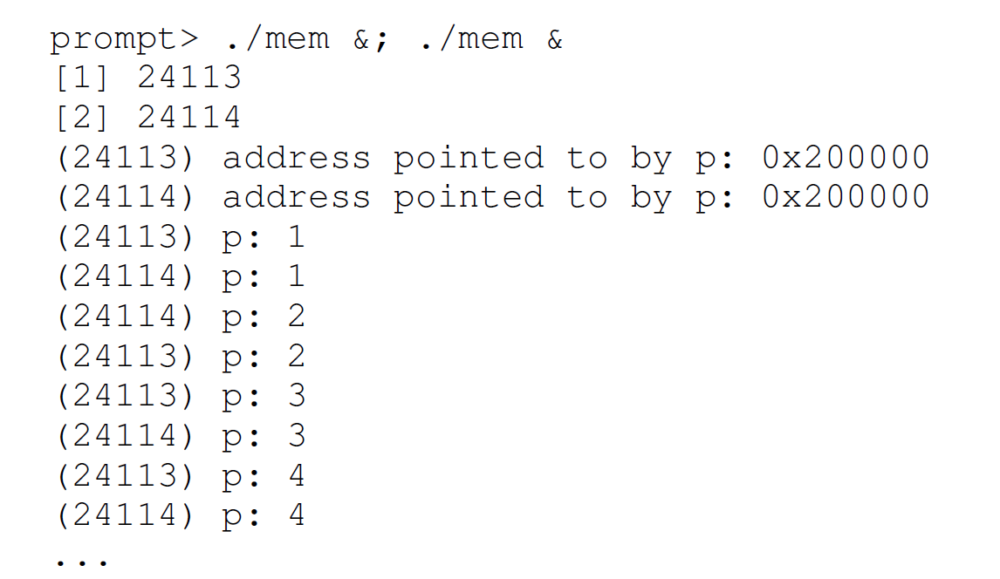 prompt> ./mem &; ./mem &
[1] 24113
[2] 24114
(24113) address pointed to by p: 0x200000
(24114) address pointed to by p: 0x200000
(24113) p: 1
(24114) p: 1
(24114) p: 2
(24113) p: 2
(24113) p: 3
(24114) p: 3
(24113) p: 4
(24114) p: 4
...